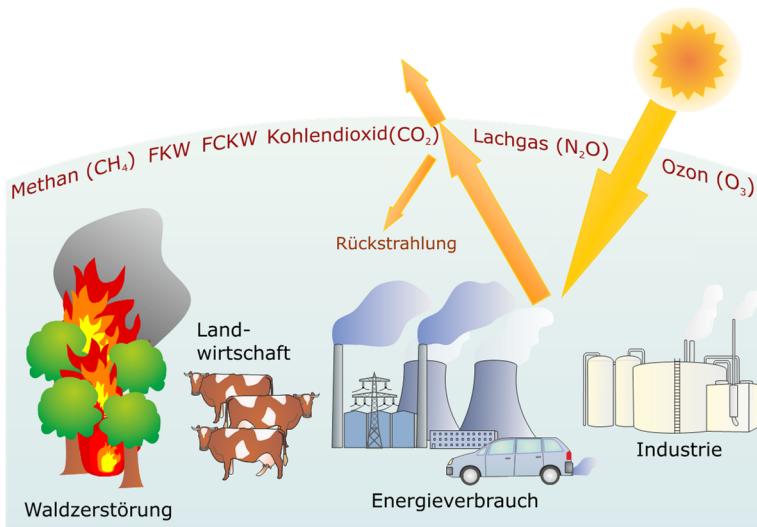 Methan (CH₄) FKW FCKW Kohlendioxid(CO₂) Lachgas (N₂O) Ozon (O₃)
Rückstrahlung
Land-
wirtschaft
Industrie
Energieverbrauch
Waldzerstörung